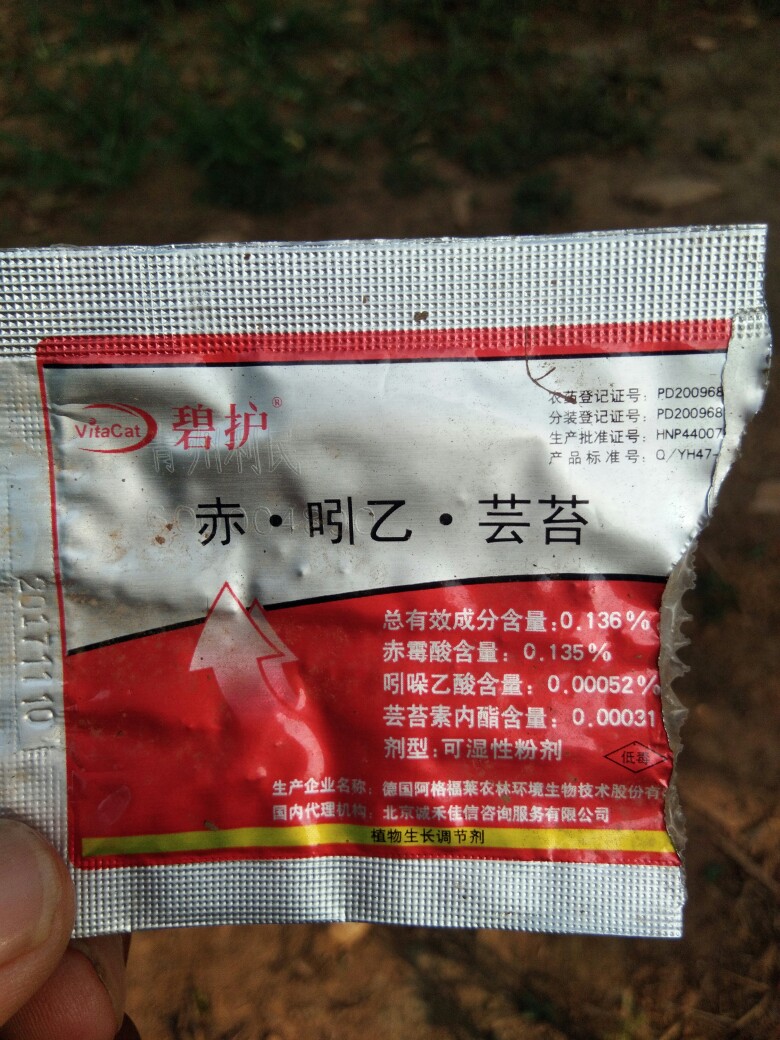 VitaCat 碧护®
农药登记证号：PD200968
分装登记证号：PD200968
生产批准证号：HNP44007
产品标准号：Q/YH47-
青州利民
赤·吲乙·芸苔
总有效成分含量：0.136%
赤霉酸含量：0.135%
吲哚乙酸含量：0.00052%
芸苔素内酯含量：0.00031
剂型：可湿性粉剂
低毒
生产企业名称：德国阿格福莱农林环境生物技术股份有
国内代理机构：北京诚禾佳信咨询服务有限公司
植物生长调节剂
20171110